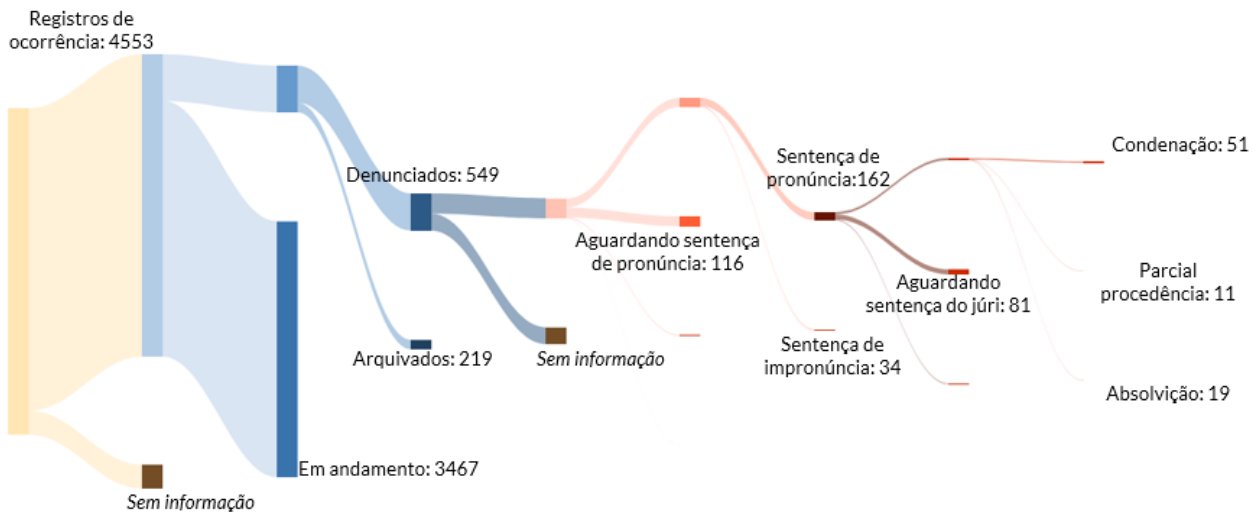 Registros de
ocorrência: 4553
Denunciados: 549
Sentença de
pronúncia:162
Condenação: 51
Aguardando sentença
de pronúncia: 116
Aguardando
sentença do júri: 81
Parcial
procedência: 11
Arquivados: 219
Sem informação
Sentença de
impronúncia: 34
Absolvição: 19
Em andamento: 3467
Sem informação